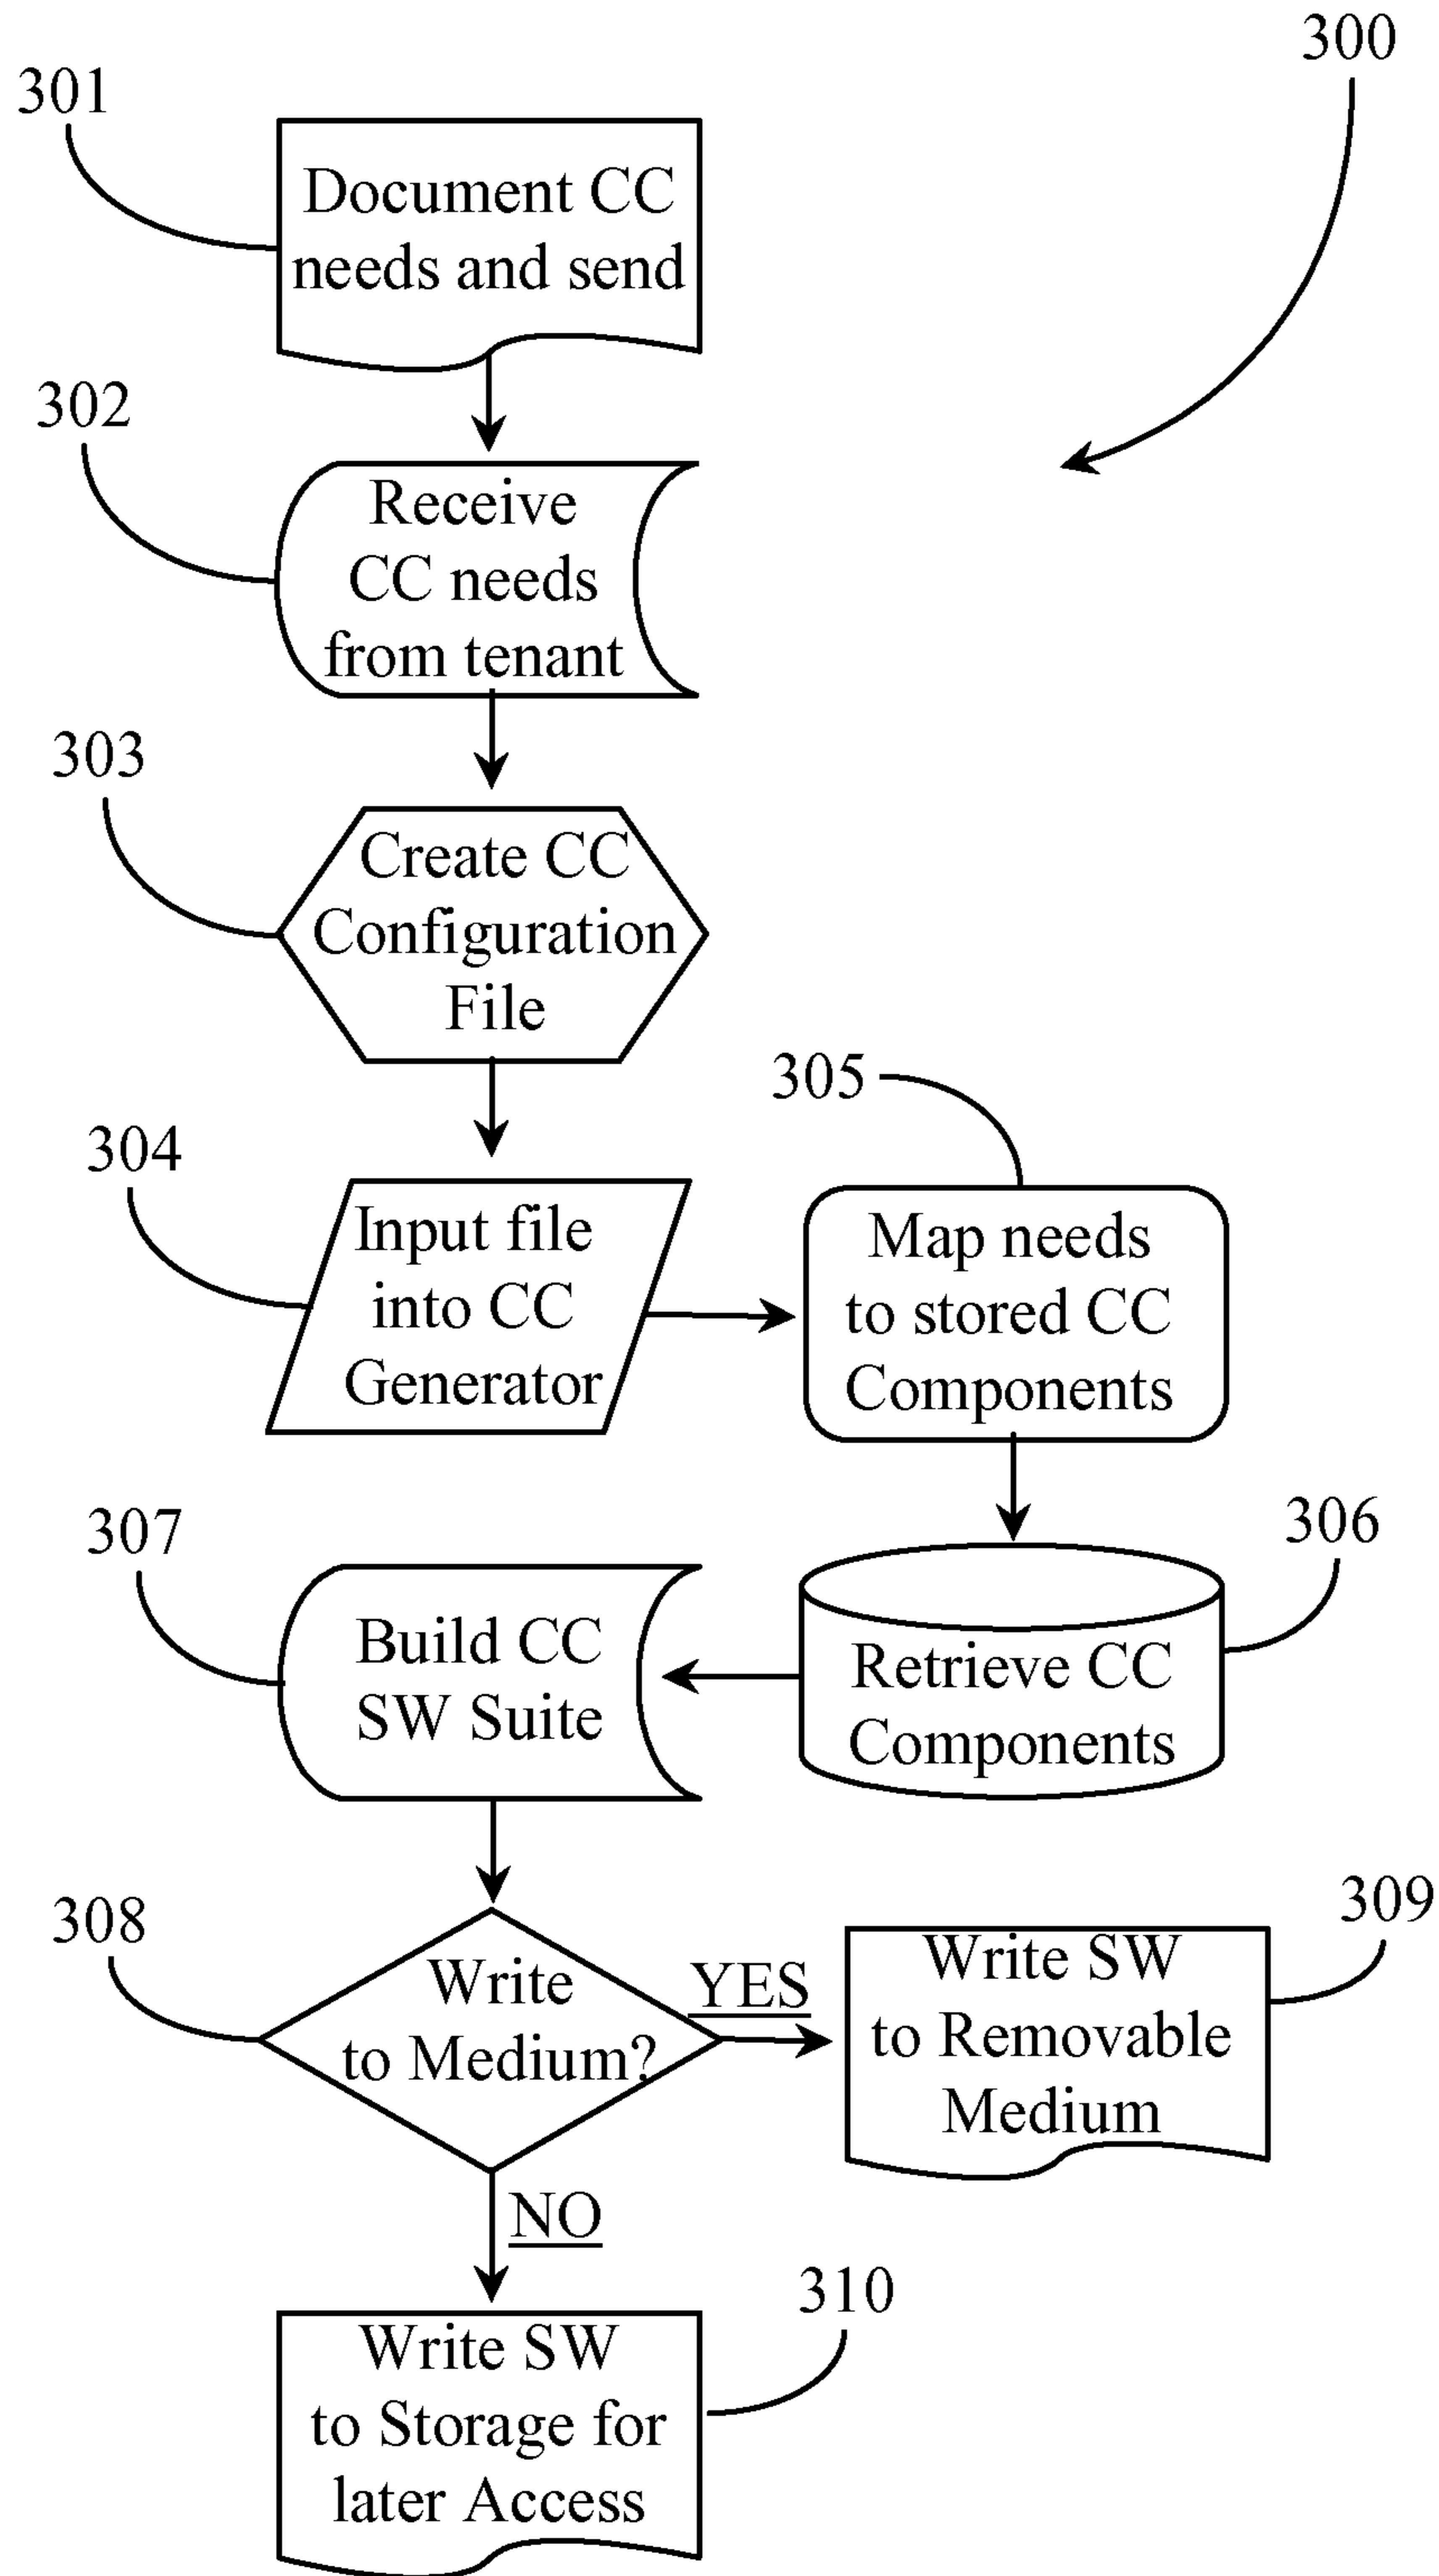 300
301
Document CC
needs and send
302
Receive
CC needs
from tenant
303
Create CC
Configuration
File
304
Input file
into CC
Generator
305
Map needs
to stored CC
Components
306
Retrieve CC
Components
307
Build CC
SW Suite
308
Write
to Medium?
YES
309
Write SW
to Removable
Medium
NO
310
Write SW
to Storage for
later Access